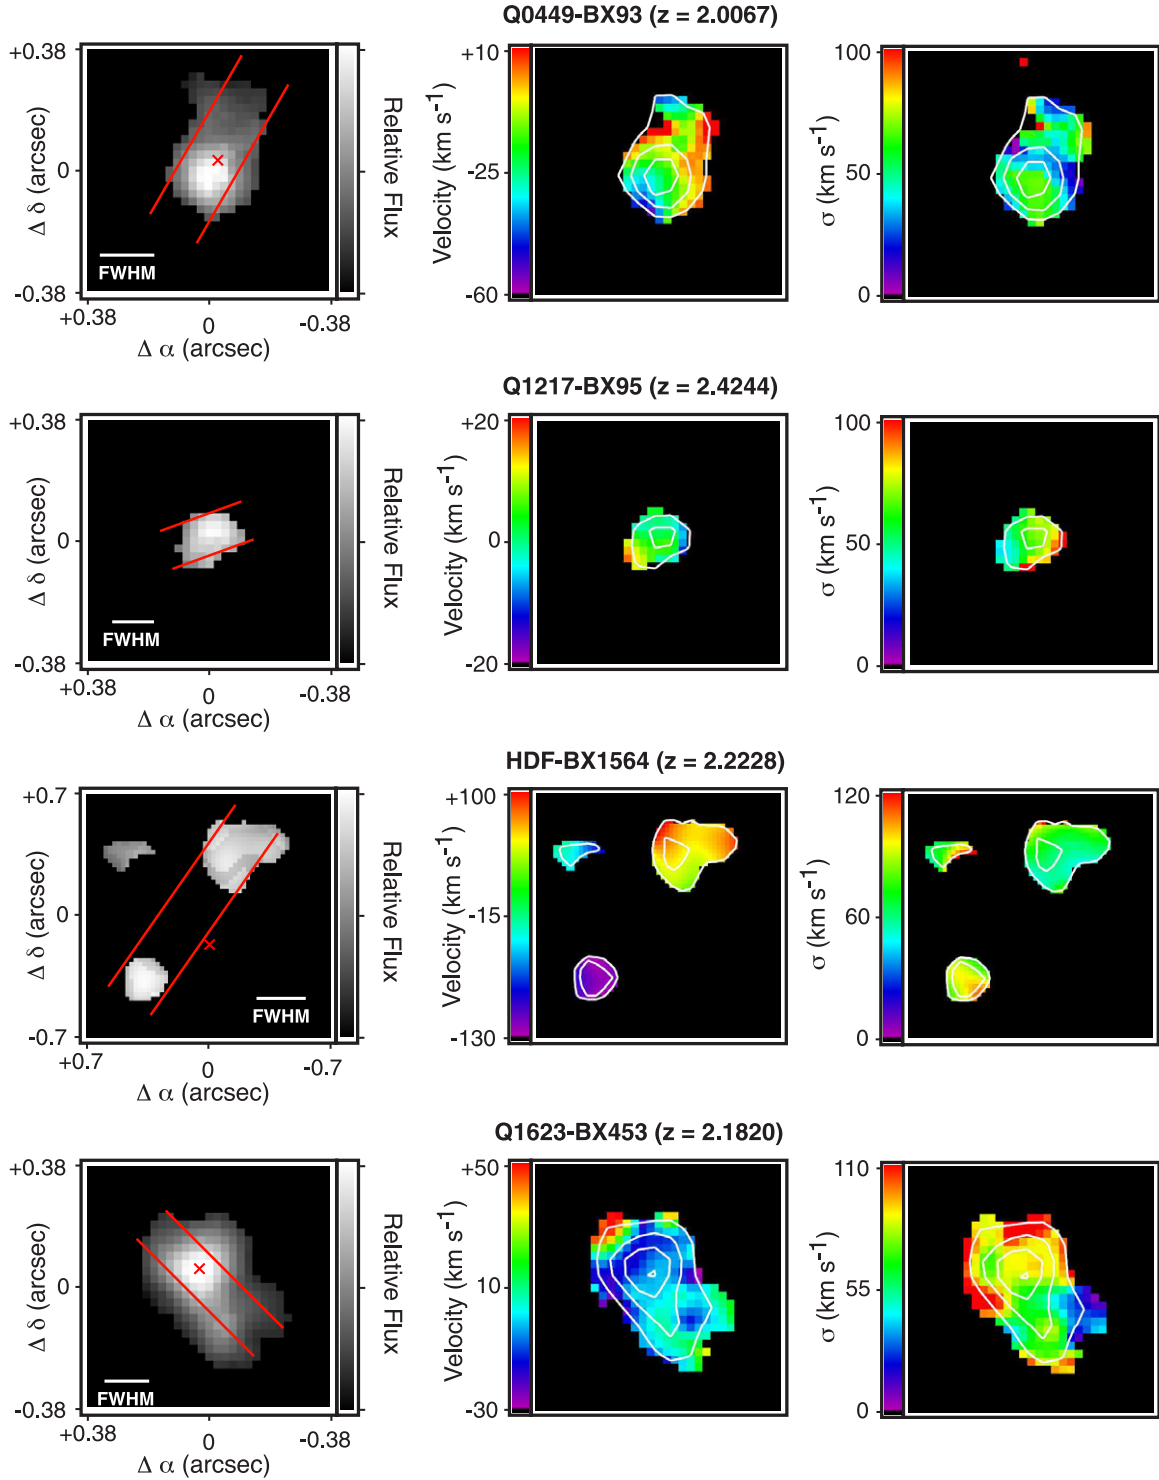 Q0449-BX93 (z = 2.0067)
+0.38
0
-0.38
Δ δ (arcsec)
FWHM
+0.38
0
-0.38
Δ α (arcsec)
Relative Flux
+10
-25
-60
Velocity (km s⁻¹)
100
50
0
σ (km s⁻¹)
Q1217-BX95 (z = 2.4244)
+0.38
0
-0.38
Δ δ (arcsec)
FWHM
+0.38
0
-0.38
Δ α (arcsec)
Relative Flux
+20
0
-20
Velocity (km s⁻¹)
100
50
0
σ (km s⁻¹)
HDF-BX1564 (z = 2.2228)
+0.7
0
-0.7
Δ δ (arcsec)
FWHM
+0.7
0
-0.7
Δ α (arcsec)
Relative Flux
+100
-15
-130
Velocity (km s⁻¹)
120
60
0
σ (km s⁻¹)
Q1623-BX453 (z = 2.1820)
+0.38
0
-0.38
Δ δ (arcsec)
FWHM
+0.38
0
-0.38
Δ α (arcsec)
Relative Flux
+50
10
-30
Velocity (km s⁻¹)
110
55
0
σ (km s⁻¹)